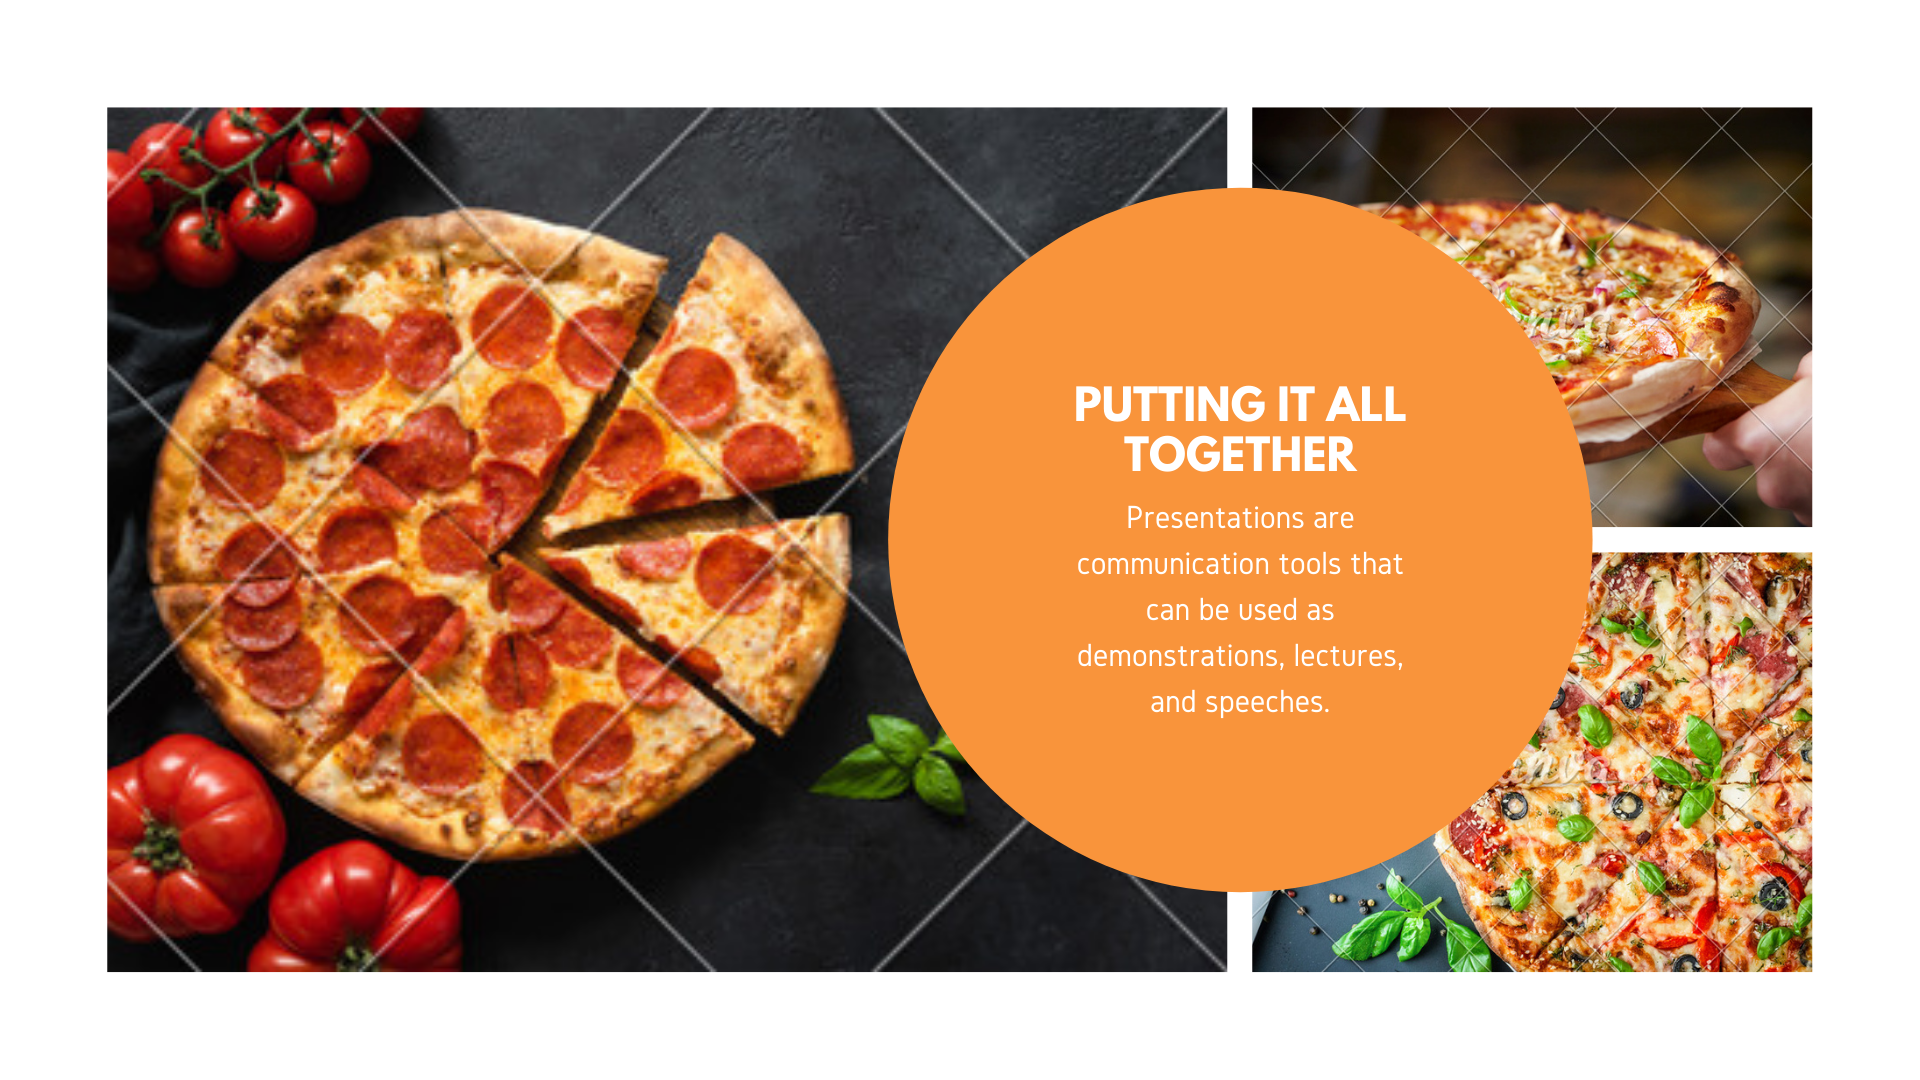 PUTTING IT ALL
TOGETHER
Presentations are
communication tools that
can be used as
demonstrations, lectures,
and speeches.